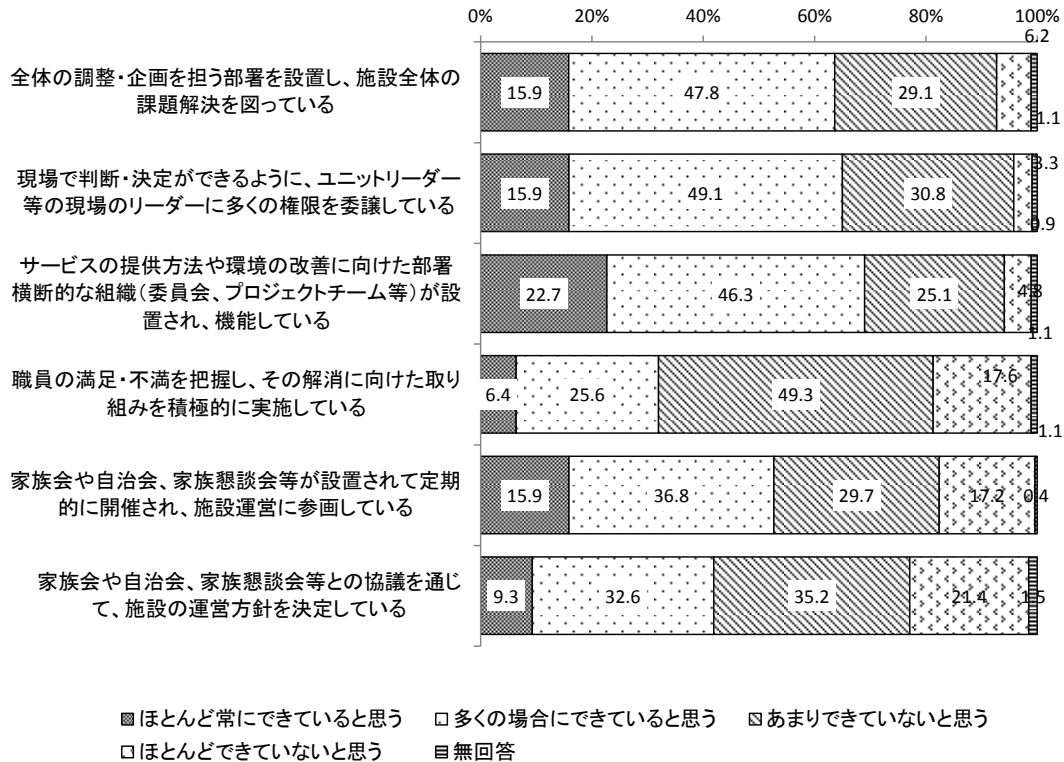 0% 20% 40% 60% 80% 100%
全体の調整・企画を担う部署を設置し、施設全体の
課題解決を図っている
15.9 47.8 29.1 6.2 1.1
現場で判断・決定ができるように、ユニットリーダー
等の現場のリーダーに多くの権限を委譲している
15.9 49.1 30.8 3.3 0.9
サービスの提供方法や環境の改善に向けた部署
横断的な組織(委員会、プロジェクトチーム等)が設
置され、機能している
22.7 46.3 25.1 4.8 1.1
職員の満足・不満を把握し、その解消に向けた取り
組みを積極的に実施している
6.4 25.6 49.3 17.6 1.1
家族会や自治会、家族懇談会等が設置されて定期
的に開催され、施設運営に参画している
15.9 36.8 29.7 17.2 0.4
家族会や自治会、家族懇談会等との協議を通じ
て、施設の運営方針を決定している
9.3 32.6 35.2 21.4 1.5
ほとんど常にできていると思う 多くの場合にできていると思う あまりできていないと思う
ほとんどできていないと思う 無回答